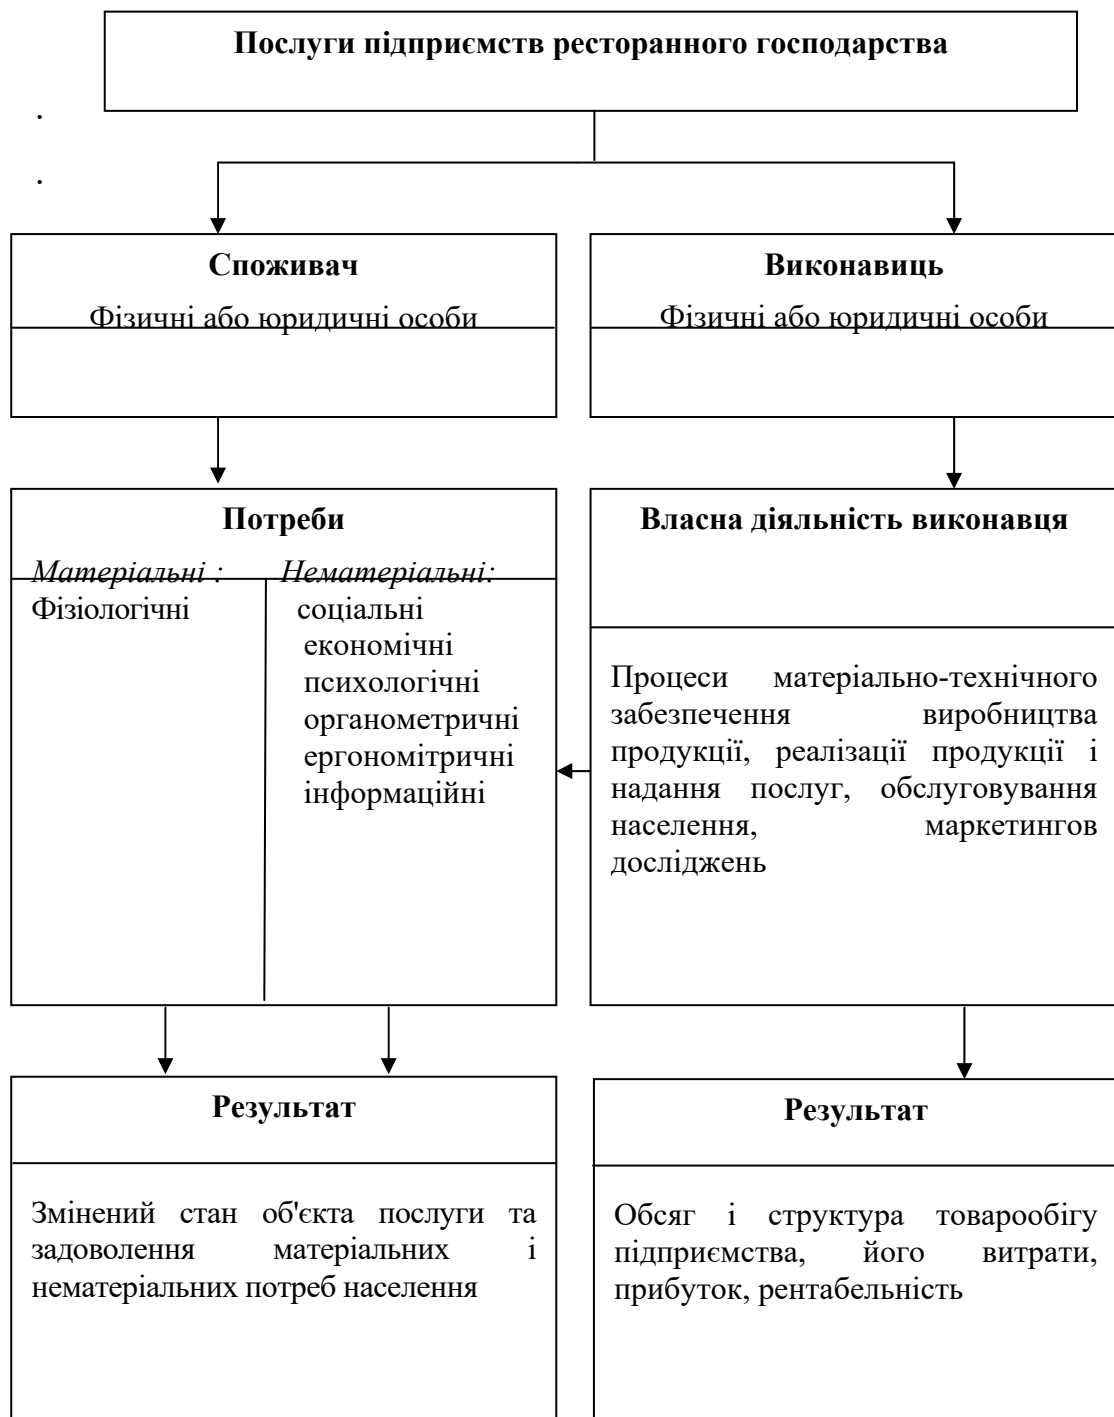 Послуги підприємств ресторанного господарства
.
.
Споживач
Фізичні або юридичні особи
Виконавиць
Фізичні або юридичні особи
Потреби
Матеріальні :
Фізіологічні
Нематеріальні:
соціальні
економічні
психологічні
органометричні
ергономітричні
інформаційні
Власна діяльність виконавця
Процеси матеріально-технічного
забезпечення виробництва
продукції, реалізації продукції і
надання послуг, обслуговування
населення, маркетингов
досліджень
Результат
Змінений стан об'єкта послуги та
задоволення матеріальних і
нематеріальних потреб населення
Результат
Обсяг і структура товарообігу
підприємства, його витрати,
прибуток, рентабельність